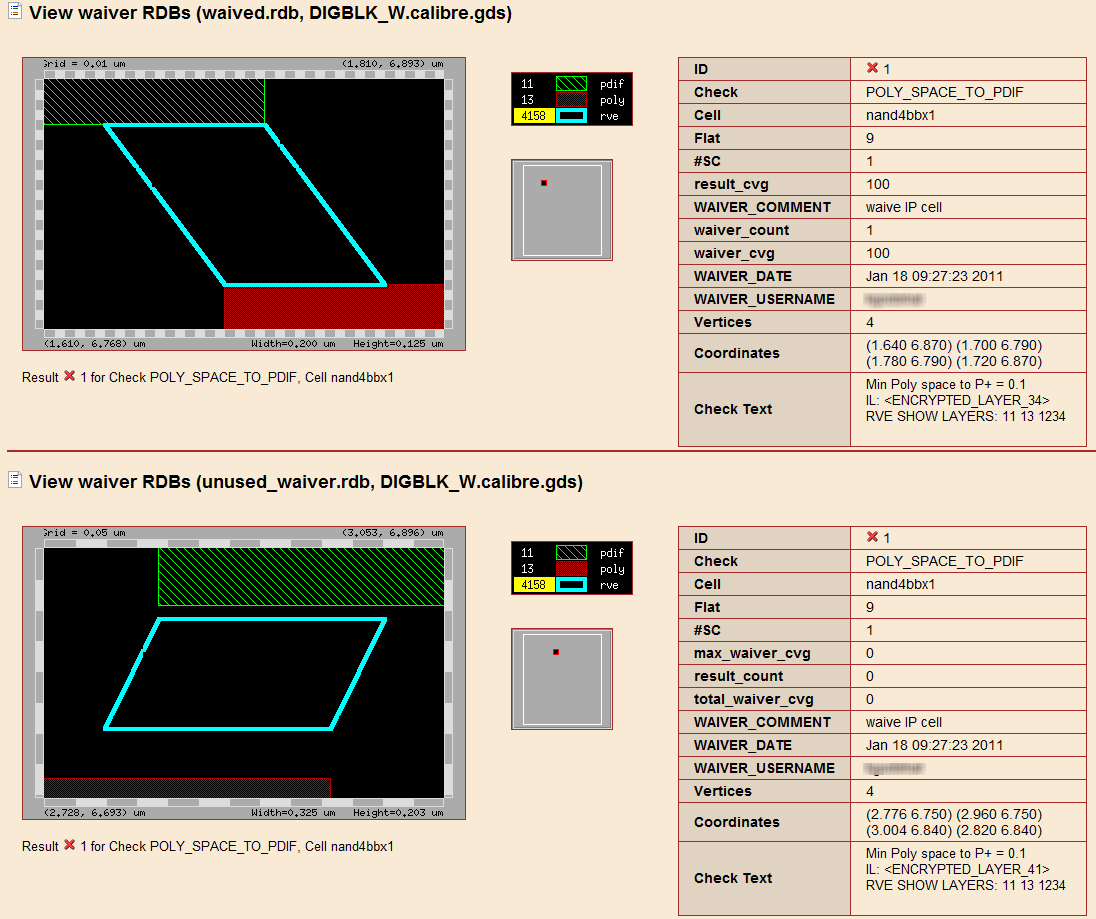 View waiver RDBs (waived.rdb, DIGBLK_W.calibre.gds)
Grid = 0.01 um (1.810, 6.893) um
(1.610, 6.768) um Width=0.200 um Height=0.125 um
11 pdif
13 poly
4158 rve
Result 1 for Check POLY_SPACE_TO_PDIF, Cell nand4bbx1
ID 1
Check POLY_SPACE_TO_PDIF
Cell nand4bbx1
Flat 9
#SC 1
result_cvg 100
WAIVER_COMMENT waive IP cell
waiver_count 1
waiver_cvg 100
WAIVER_DATE Jan 18 09:27:23 2011
WAIVER_USERNAME
Vertices 4
Coordinates (1.640 6.870) (1.700 6.790)
(1.780 6.790) (1.720 6.870)
Check Text Min Poly space to P+ = 0.1
IL: <ENCRYPTED_LAYER_34>
RVE SHOW LAYERS: 11 13 1234
View waiver RDBs (unused_waiver.rdb, DIGBLK_W.calibre.gds)
Grid = 0.05 um (3.053, 6.896) um
(2.728, 6.693) um Width=0.325 um Height=0.203 um
11 pdif
13 poly
4158 rve
Result 1 for Check POLY_SPACE_TO_PDIF, Cell nand4bbx1
ID 1
Check POLY_SPACE_TO_PDIF
Cell nand4bbx1
Flat 9
#SC 1
max_waiver_cvg 0
result_count 0
total_waiver_cvg 0
WAIVER_COMMENT waive IP cell
WAIVER_DATE Jan 18 09:27:23 2011
WAIVER_USERNAME
Vertices 4
Coordinates (2.776 6.750) (2.960 6.750)
(3.004 6.840) (2.820 6.840)
Check Text Min Poly space to P+ = 0.1
IL: <ENCRYPTED_LAYER_41>
RVE SHOW LAYERS: 11 13 1234